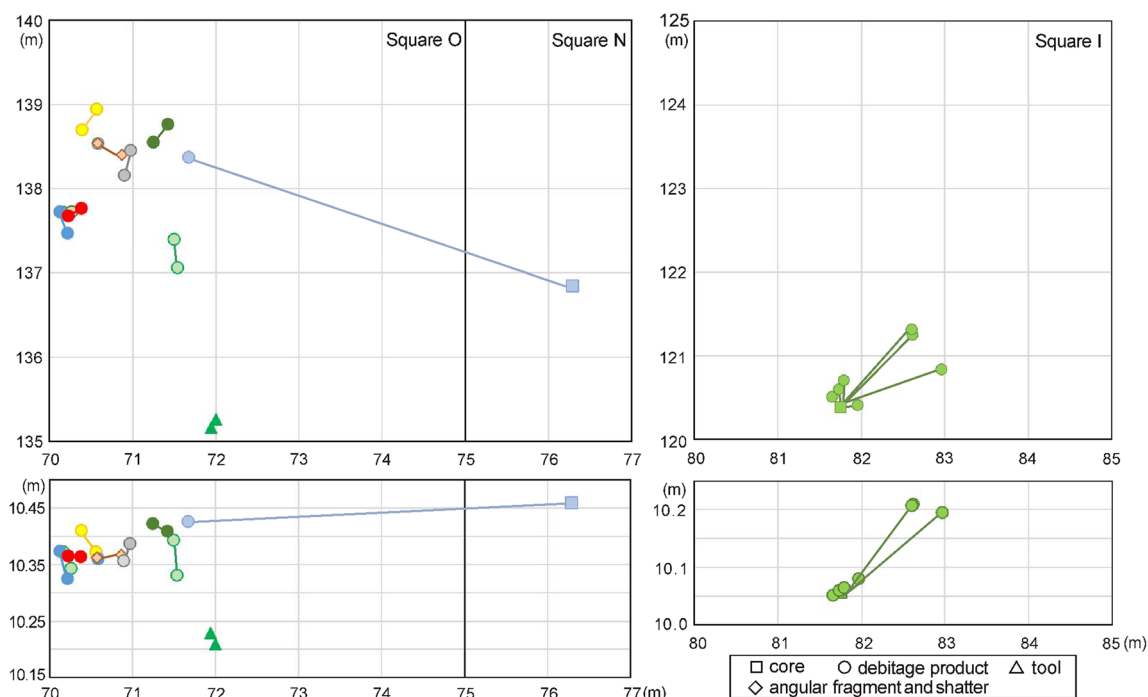 140
(m)
139
138
137
136
135
Square O
Square N
70 71 72 73 74 75 76 77
125
(m)
124
123
122
121
120
Square I
80 81 82 83 84 85
(m)
10.45
10.35
10.25
10.15
70 71 72 73 74 75 76 77(m)
(m)
10.2
10.1
10.0
80 81 82 83 84 85 (m)
core debitage product tool
angular fragment and shatter